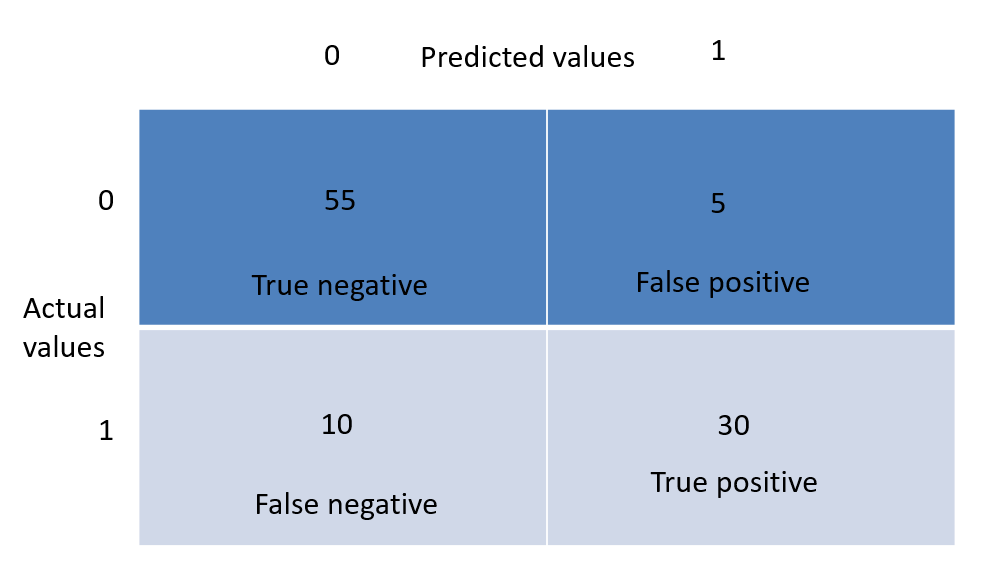 0 Predicted values 1
0 55 5
True negative False positive
Actual
values
1 10 30
True positive
False negative